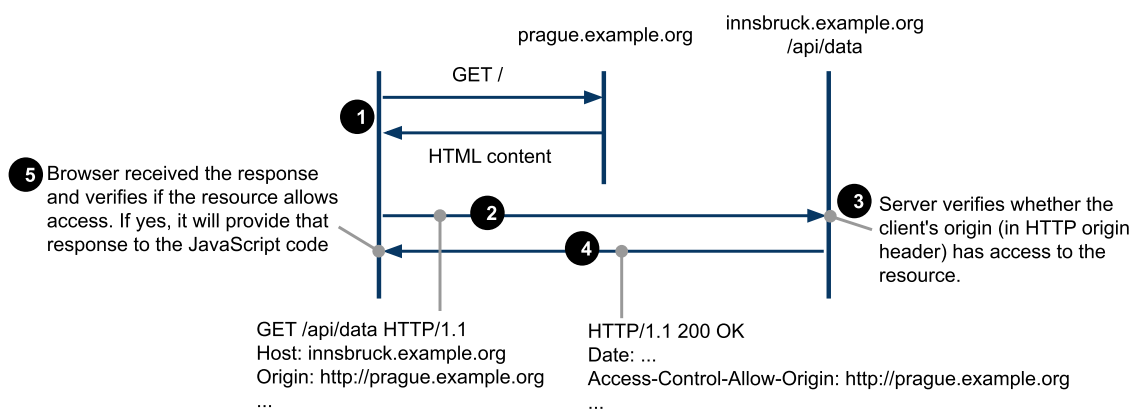 prague.example.org
innsbruck.example.org
/api/data
GET /
1
HTML content
5
Browser received the response
and verifies if the resource allows
access. If yes, it will provide that
response to the JavaScript code
2
3
Server verifies whether the
client's origin (in HTTP origin
header) has access to the
resource.
4
GET /api/data HTTP/1.1
Host: innsbruck.example.org
Origin: http://prague.example.org
...
HTTP/1.1 200 OK
Date: ...
Access-Control-Allow-Origin: http://prague.example.org
...